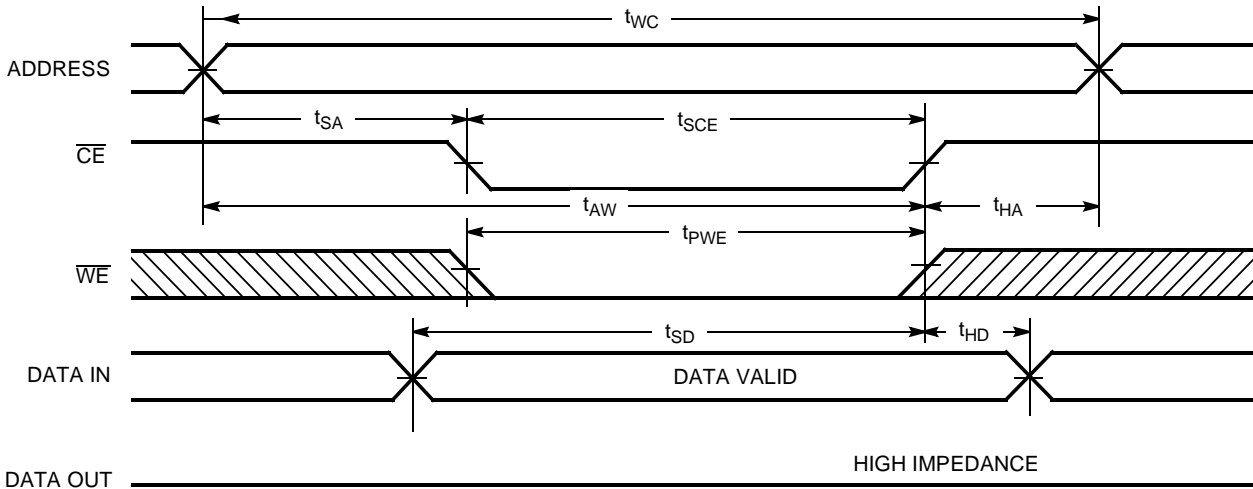 tWC
ADDRESS
tSA
tSCE
CE
tAW
tHA
tPWE
WE
tSD
tHD
DATA IN
DATA VALID
HIGH IMPEDANCE
DATA OUT